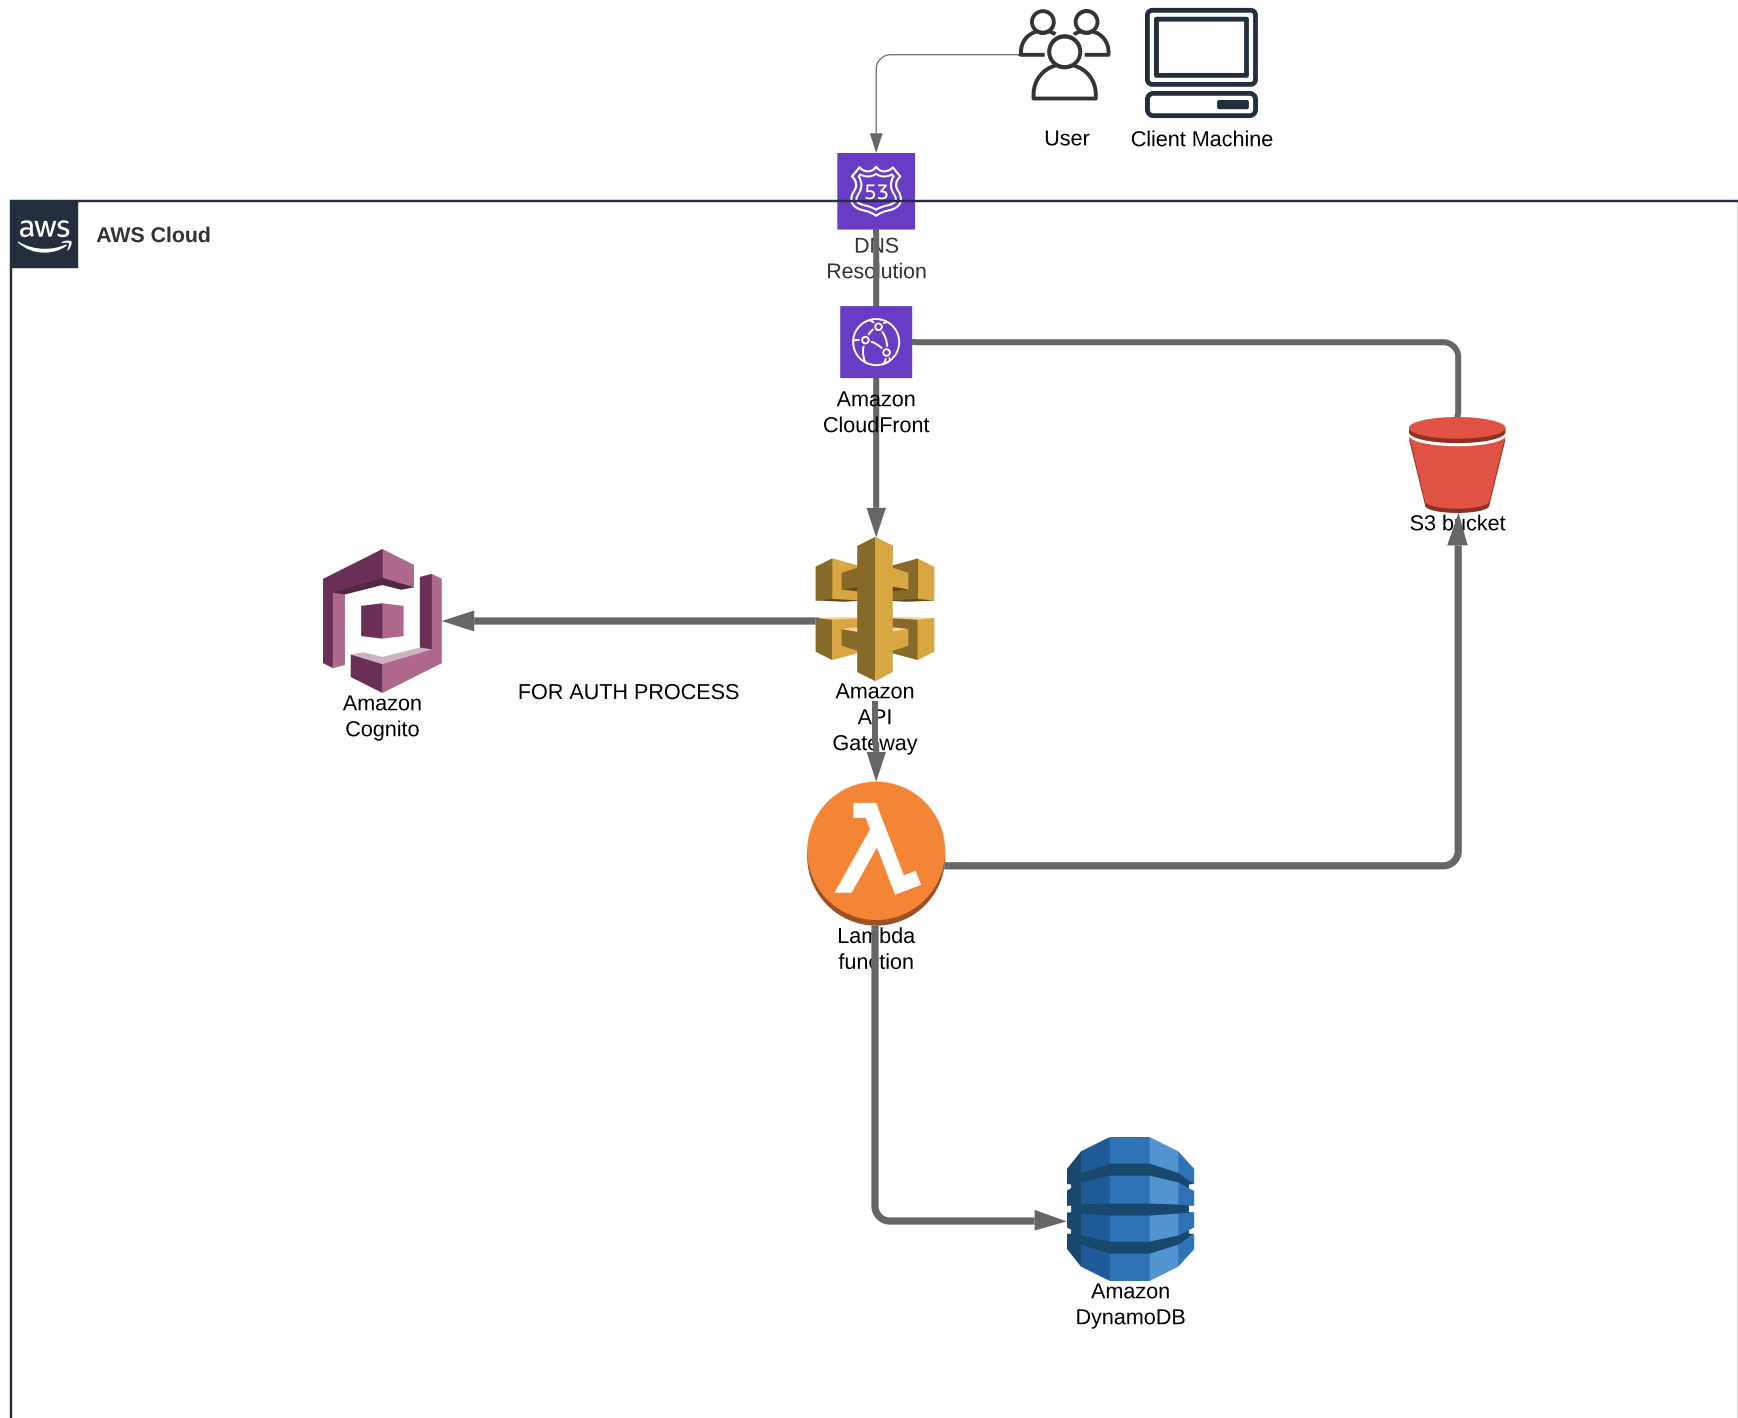 User
Client Machine
53
aws
AWS Cloud
DNS
Resolution
Amazon
CloudFront
S3 bucket
FOR AUTH PROCESS
Amazon
Cognito
Amazon
API
Gateway
Lambda
function
Amazon
DynamoDB